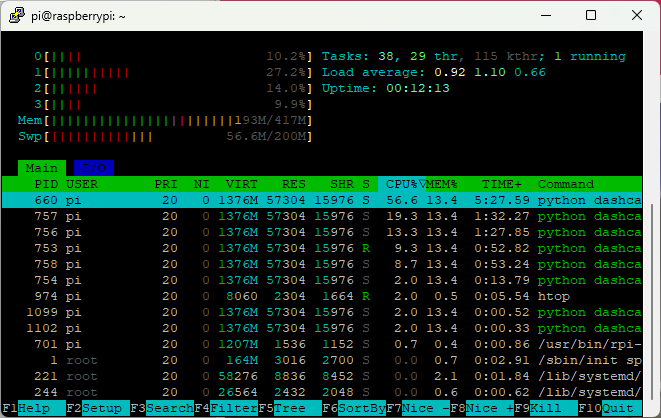 pi@raspberrypi: ~
0[|||| 10.2%] Tasks: 38, 29 thr, 115 kthr; 1 running
1[|||||||||| 27.2%] Load average: 0.92 1.10 0.66
2[|||||| 14.0%] Uptime: 00:12:13
3[|||| 9.9%]
Mem[||||||||||||||||||||||||193M/417M]
Swp[||||||||||||| 56.6M/200M]
Main I/O
PID USER PRI NI VIRT RES SHR S CPU%▽MEM% TIME+ Command
660 pi 20 0 1376M 57304 15976 S 56.6 13.4 5:27.59 python dashca
757 pi 20 0 1376M 57304 15976 S 19.3 13.4 1:32.27 python dashca
756 pi 20 0 1376M 57304 15976 S 13.3 13.4 0:59.86 python dashca
753 pi 20 0 1376M 57304 15976 R 9.3 13.4 0:52.82 python dashca
758 pi 20 0 1376M 57304 15976 S 8.7 13.4 0:53.24 python dashca
754 pi 20 0 1376M 57304 15976 S 2.0 13.4 0:13.79 python dashca
974 pi 20 0 8060 2304 1664 R 2.0 0.5 0:05.54 htop
1099 pi 20 0 1376M 57304 15976 S 2.0 13.4 0:00.52 python dashca
1102 pi 20 0 1376M 57304 15976 S 2.0 13.4 0:00.33 python dashca
701 pi 20 0 1207M 1536 1152 S 0.7 0.4 0:00.86 /usr/bin/rpi-
1 root 20 0 164M 3016 2700 S 0.0 0.7 0:02.91 /sbin/init sp
221 root 20 0 58276 8836 8452 S 0.0 2.1 0:01.84 /lib/systemd/
244 root 20 0 26564 2432 2048 S 0.0 0.6 0:00.62 /lib/systemd/
F1Help F2Setup F3SearchF4FilterF5Tree F6SortByF7Nice -F8Nice +F9Kill F10Quit